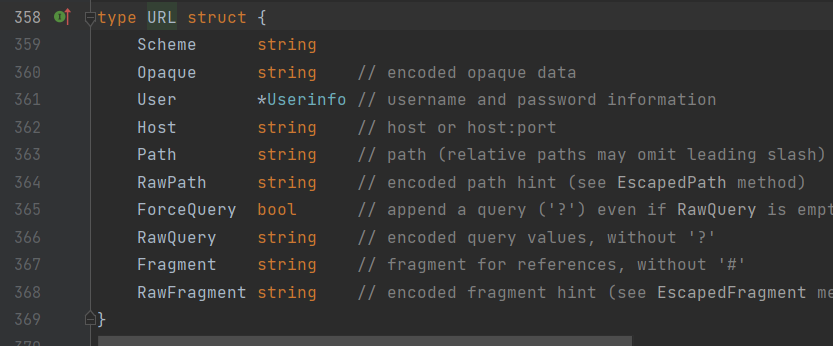 358 type URL struct {
359 Scheme string
360 Opaque string // encoded opaque data
361 User *Userinfo // username and password information
362 Host string // host or host:port
363 Path string // path (relative paths may omit leading slash)
364 RawPath string // encoded path hint (see EscapedPath method)
365 ForceQuery bool // append a query ('?') even if RawQuery is empt
366 RawQuery string // encoded query values, without '?'
367 Fragment string // fragment for references, without '#'
368 RawFragment string // encoded fragment hint (see EscapedFragment me
369 }